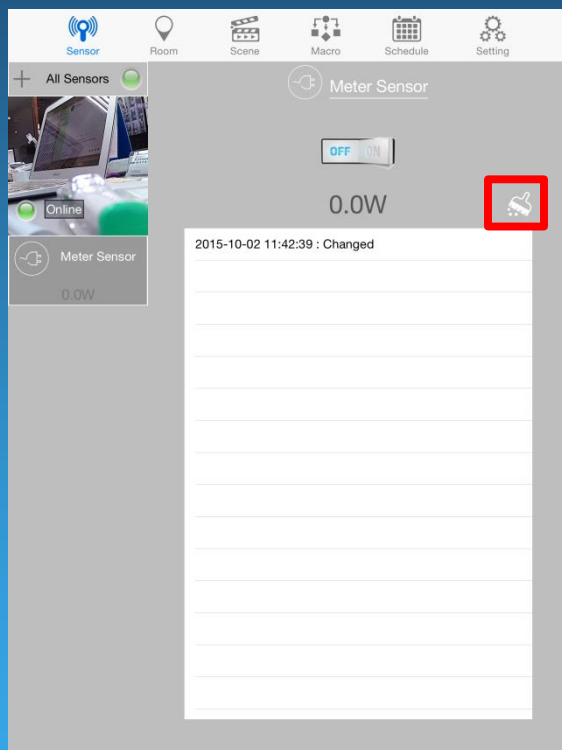 Sensor Room Scene Macro Schedule Setting
All Sensors
Meter Sensor
OFF ON
Online
0.0W
2015-10-02 11:42:39 : Changed
Meter Sensor
0.0W